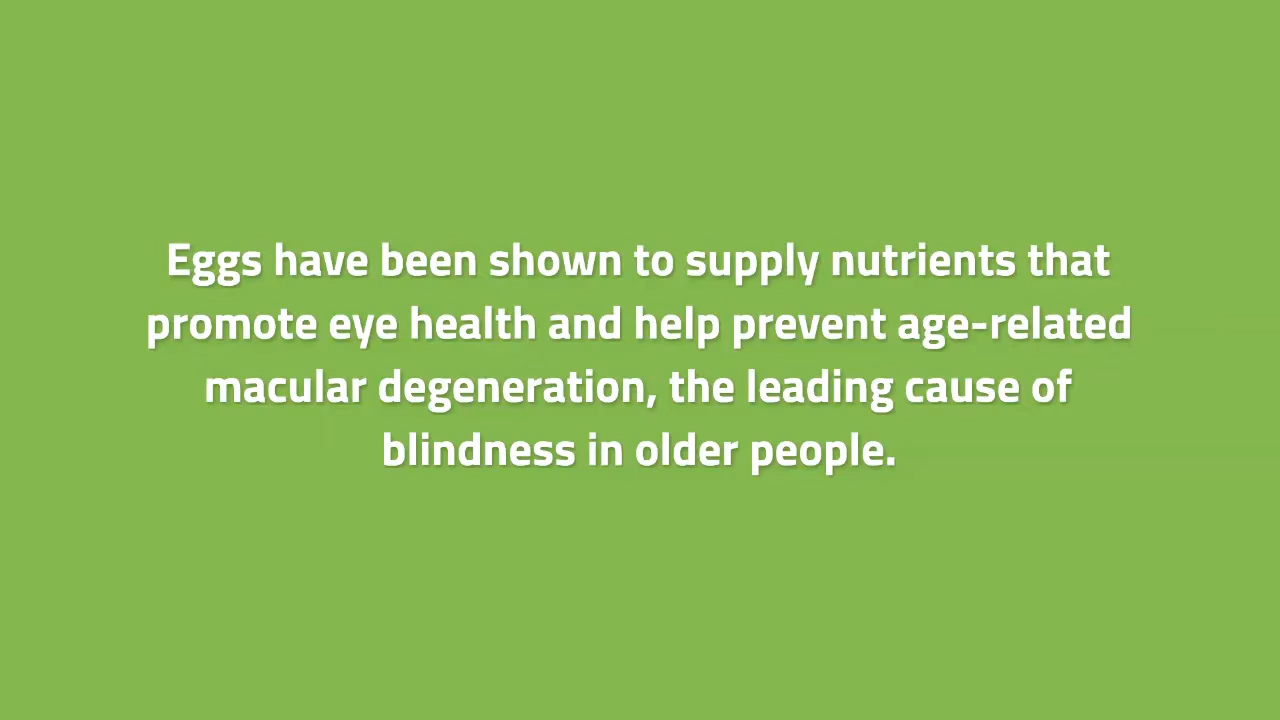 Eggs have been shown to supply nutrients that
promote eye health and help prevent age-related
macular degeneration, the leading cause of
blindness in older people.